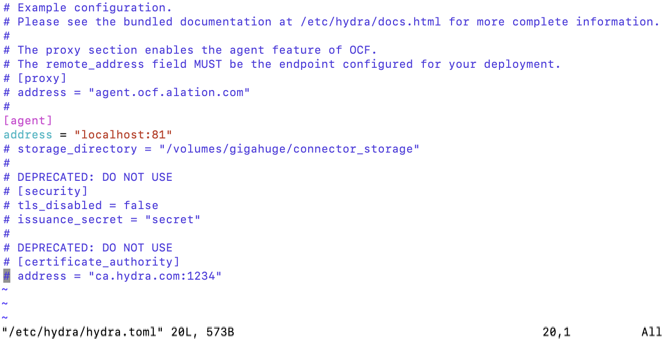 # Example configuration.
# Please see the bundled documentation at /etc/hydra/docs.html for more complete information.
#
# The proxy section enables the agent feature of OCF.
# The remote_address field MUST be the endpoint configured for your deployment.
# [proxy]
# address = "agent.ocf.alation.com"
#
[agent]
address = "localhost:81"
# storage_directory = "/volumes/gigahuge/connector_storage"
#
# DEPRECATED: DO NOT USE
# [security]
# tls_disabled = false
# issuance_secret = "secret"
#
# DEPRECATED: DO NOT USE
# [certificate_authority]
# address = "ca.hydra.com:1234"
~
~
~
"/etc/hydra/hydra.toml" 20L, 573B 20,1 All